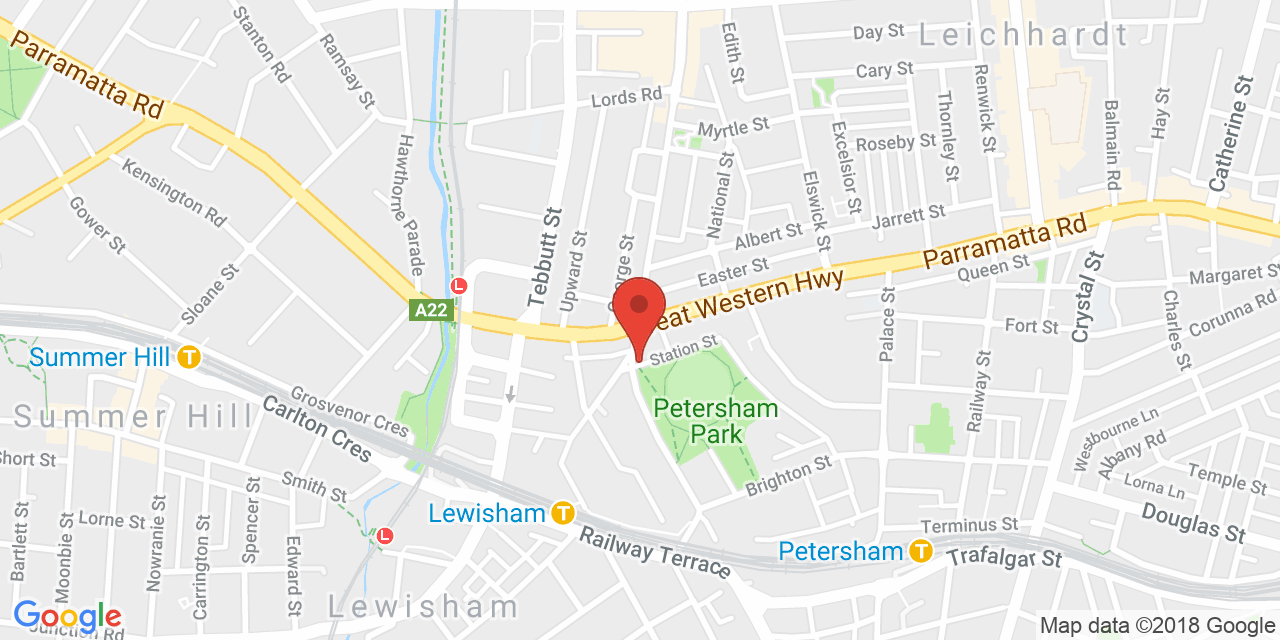 Parramatta Rd
Stanton Rd
Ramsay St
Lords Rd
Edith St
Day St
Leichhardt
Cary St
Myrtle St
Excelsior St
Roseby St
Thornley St
Renwick St
Balmain Rd
Hay St
Catherine St
Hawthorne Parade
Kensington Rd
Gower St
Sloane St
Tebbutt St
Upward St
National St
Elswick St
Jarrett St
Albert St
Easter St
Parramatta Rd
Queen St
Margaret St
Corunna Rd
Charles St
Crystal St
Fort St
Palace St
Railway St
Western Hwy
L
A22
Station St
Summer Hill T
Summer Hill
Grosvenor Cres
Carlton Cres
Petersham
Park
Brighton St
Westbourne Ln
Albany Rd
Temple St
Lorna Ln
Douglas St
Short St
Smith St
Spencer St
Lorne St
Bartlett St
Moonbie St
Nowranie St
Carrington St
Edward St
L
Lewisham T
Railway Terrace
Petersham T
Terminus St
Trafalgar St
Lewisham
Google
Junction Rd
Map data ©2018 Google